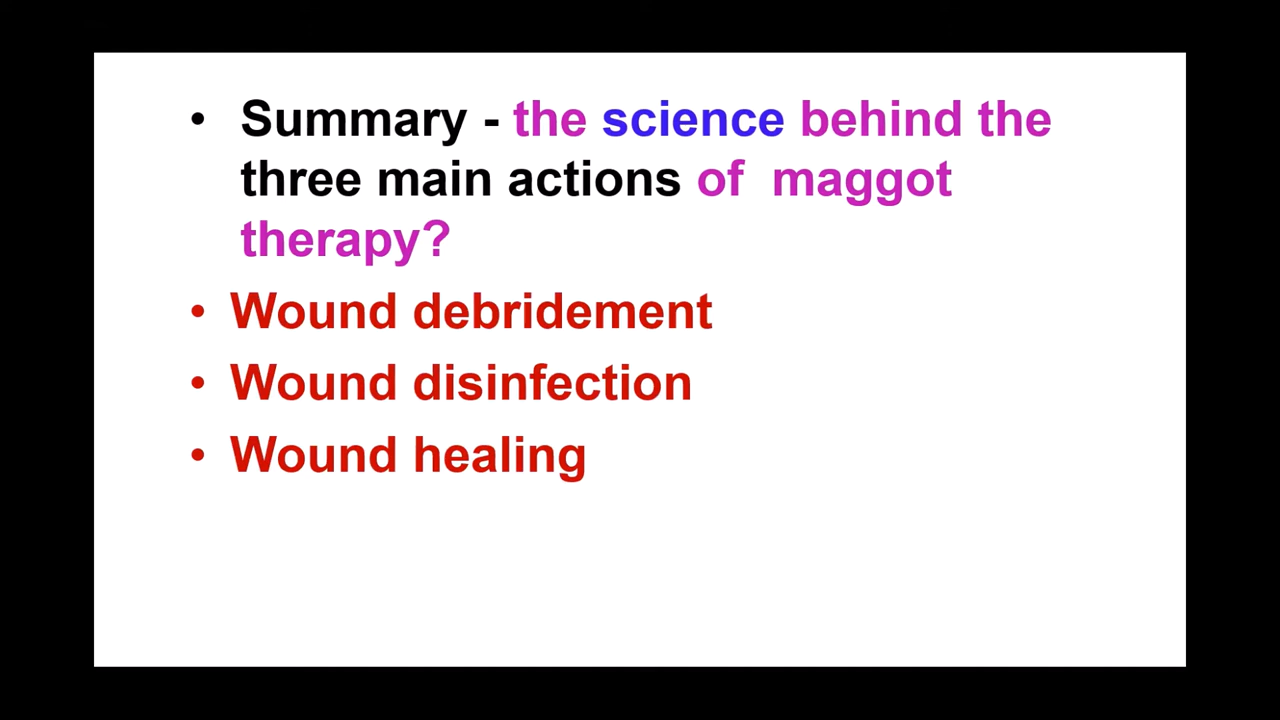 • Summary - the science behind the
three main actions of  maggot
therapy?
• Wound debridement
• Wound disinfection
• Wound healing